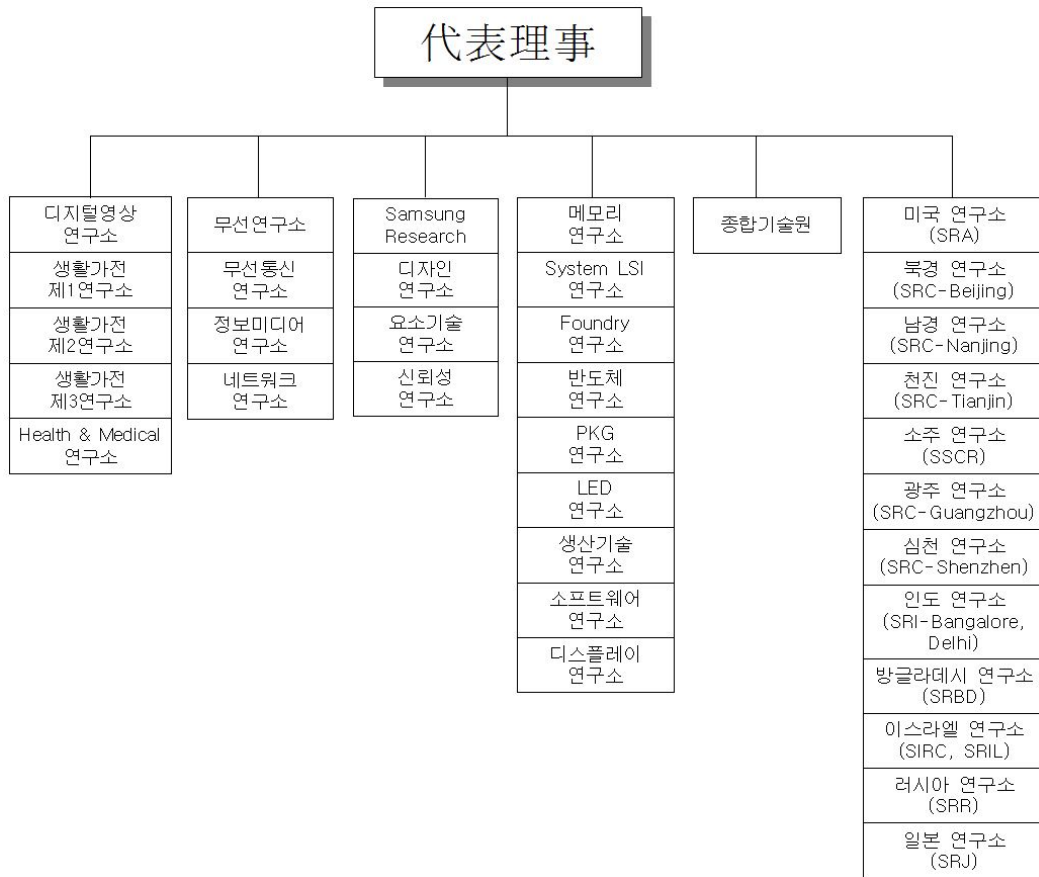 代表理事
디지털영상
연구소
생활가전
제1연구소
생활가전
제2연구소
생활가전
제3연구소
Health & Medical
연구소
무선연구소
무선통신
연구소
정보미디어
연구소
네트워크
연구소
Samsung
Research
디자인
연구소
요소기술
연구소
신뢰성
연구소
메모리
연구소
System LSI
연구소
Foundry
연구소
반도체
연구소
PKG
연구소
LED
연구소
생산기술
연구소
소프트웨어
연구소
디스플레이
연구소
종합기술원
미국 연구소
(SRA)
북경 연구소
(SRC-Beijing)
남경 연구소
(SRC-Nanjing)
천진 연구소
(SRC-Tianjin)
소주 연구소
(SSCR)
광주 연구소
(SRC-Guangzhou)
심천 연구소
(SRC-Shenzhen)
인도 연구소
(SRI-Bangalore,
Delhi)
방글라데시 연구소
(SRBD)
이스라엘 연구소
(SIRC, SRIL)
러시아 연구소
(SRR)
일본 연구소
(SRJ)